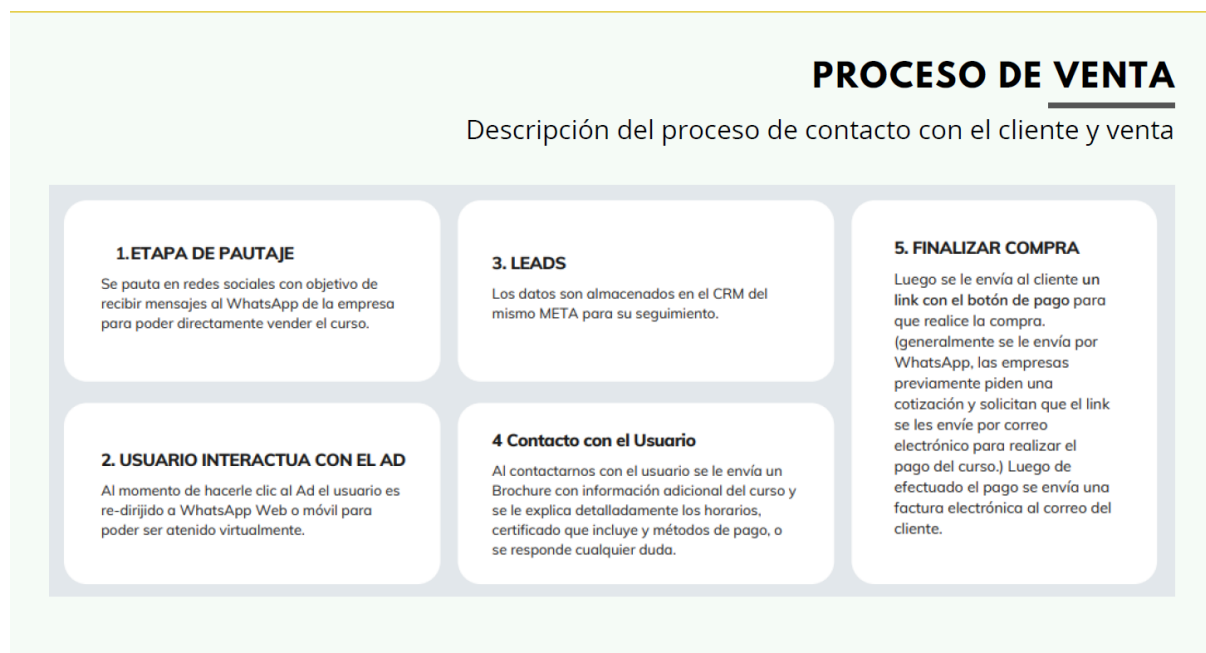 PROCESO DE VENTA
Descripción del proceso de contacto con el cliente y venta
1.ETAPA DE PAUTAJE
Se pauta en redes sociales con objetivo de
recibir mensajes al WhatsApp de la empresa
para poder directamente vender el curso.
2. USUARIO INTERACTUA CON EL AD
Al momento de hacerle clic al Ad el usuario es
re-dirijido a WhatsApp Web o móvil para
poder ser atenido virtualmente.
3. LEADS
Los datos son almacenados en el CRM del
mismo META para su seguimiento.
4 Contacto con el Usuario
Al contactarnos con el usuario se le envía un
Brochure con información adicional del curso y
se le explica detalladamente los horarios,
certificado que incluye y métodos de pago, o
se responde cualquier duda.
5. FINALIZAR COMPRA
Luego se le envía al cliente un
link con el botón de pago para
que realice la compra.
(generalmente se le envía por
WhatsApp, las empresas
previamente piden una
cotización y solicitan que el link
se les envíe por correo
electrónico para realizar el
pago del curso.) Luego de
efectuado el pago se envía una
factura electrónica al correo del
cliente.